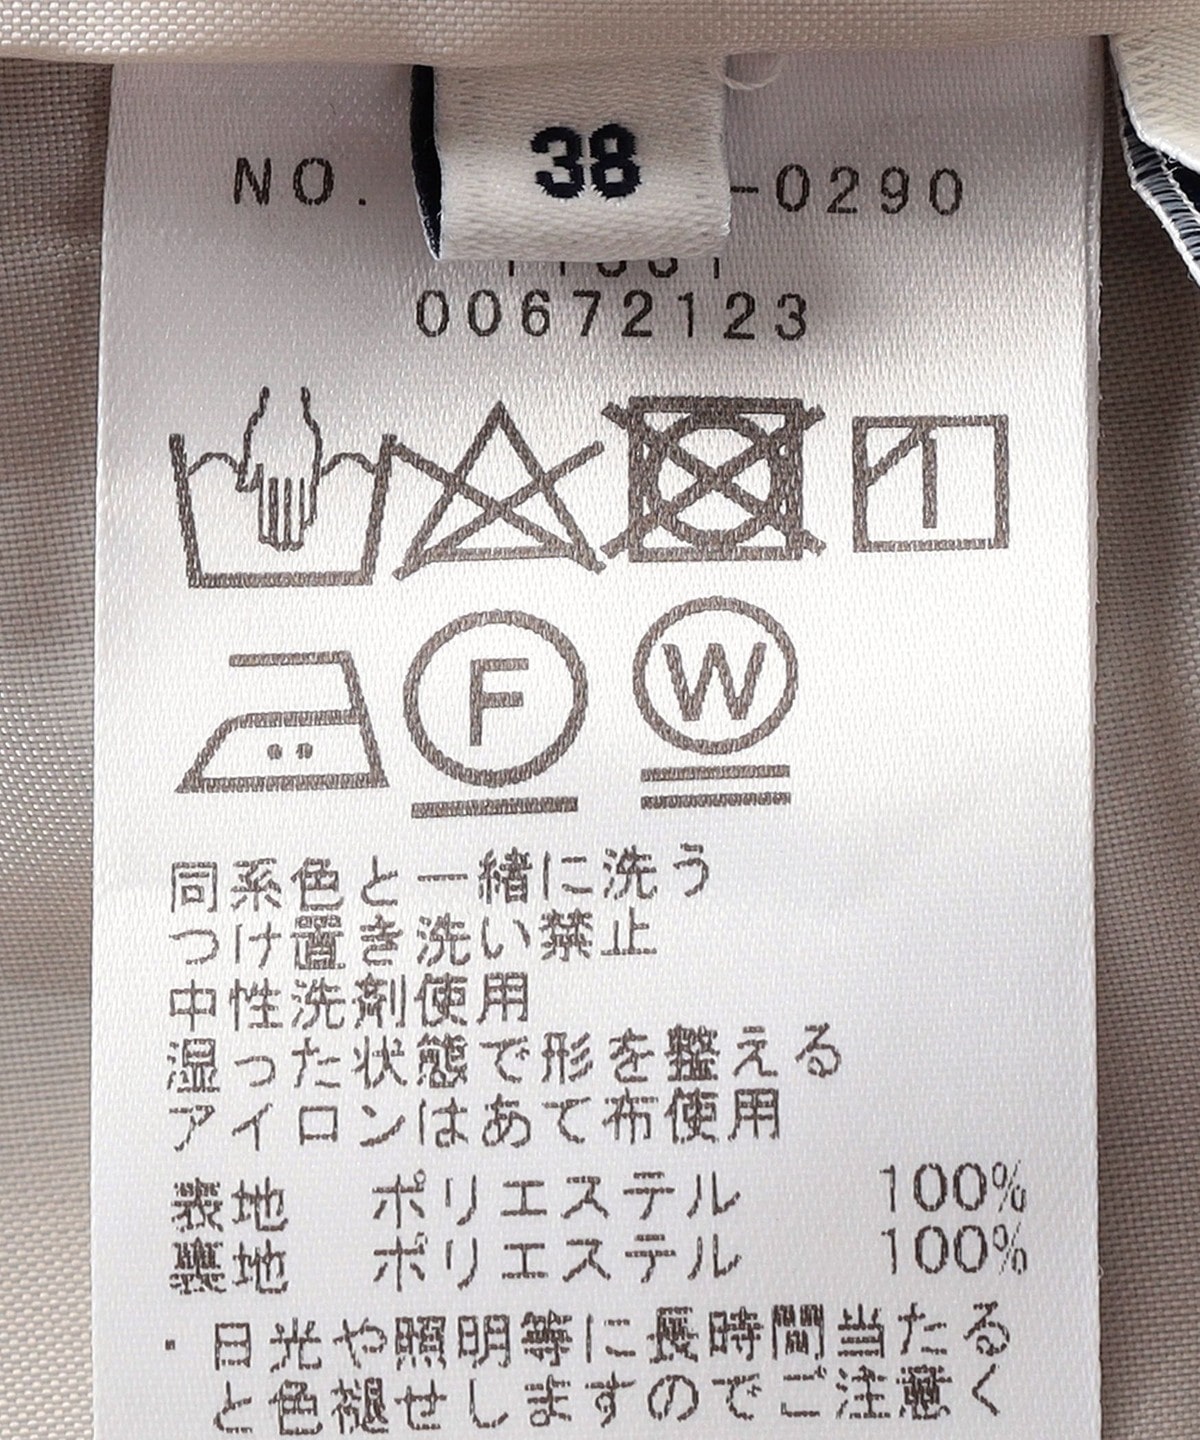 38
NO. -0290
00672123
F W
同系色と一緒に洗う
つけ置き洗い禁止
中性洗剤使用
湿った状態で形を整える
アイロンはあて布使用
表地 ポリエステル 100%
裏地 ポリエステル 100%
・日光や照明等に長時間当たる
と色褪せしますのでご注意く